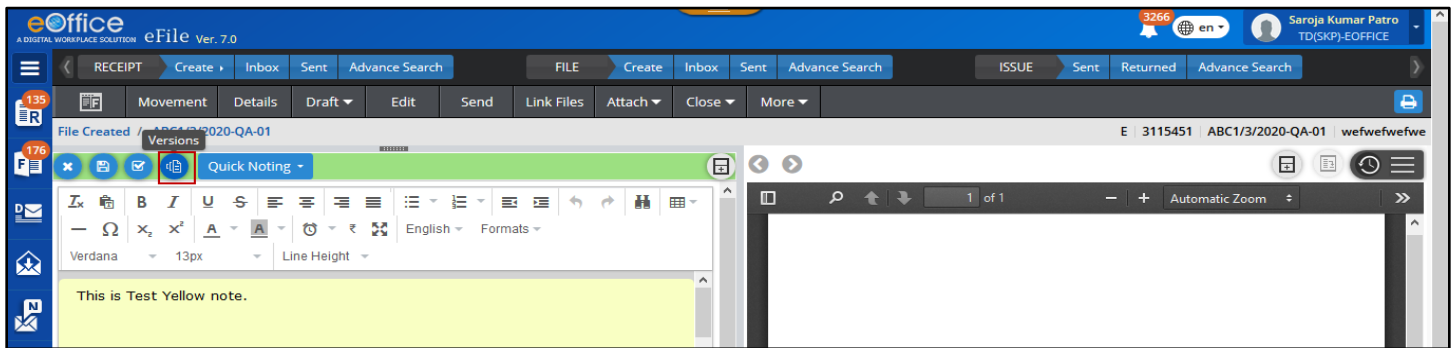 eOffice
A DIGITAL WORKPLACE SOLUTION eFile Ver. 7.0
3266 en Saroja Kumar Patro
TD(SKP)-EOFFICE
RECEIPT Create Inbox Sent Advance Search FILE Create Inbox Sent Advance Search ISSUE Sent Returned Advance Search
135 R
Movement Details Draft Edit Send Link Files Attach Close More
File Created / ABC1/3/2020-QA-01 E 3115451 ABC1/3/2020-QA-01 wefwefwefwe
Versions
176 F
Quick Noting
1 of 1 Automatic Zoom
B I U S
English Formats
Verdana 13px Line Height
This is Test Yellow note.
D
N